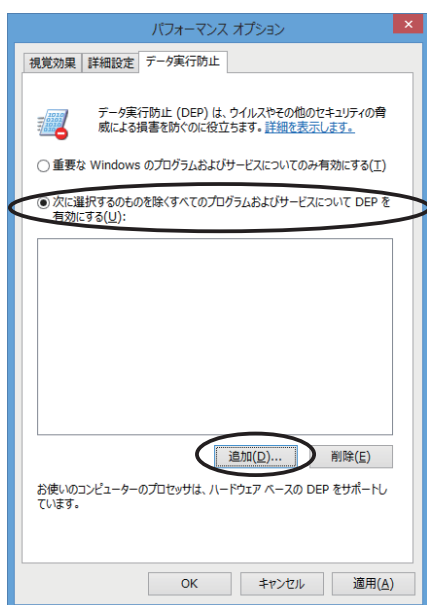 パフォーマンス オプション
×
視覚効果 詳細設定 データ実行防止
データ実行防止 (DEP) は、ウイルスやその他のセキュリティの脅
威による損害を防ぐのに役立ちます。詳細を表示し
ます。
重要な Windows のプログラムおよびサービスについてのみ有効にする(T)
次に選択するのものを除くすべてのプログラムおよびサービスについて DEP を
有効にする(U):
追加(D)... 削除(E)
お使いのコンピューターのプロセッサは、ハードウェア ベースの DEP をサポートし
ています。
OK キャンセル 適用(A)